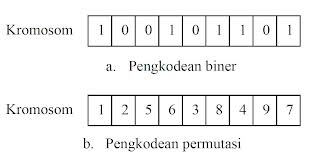 Kromosom 1 0 0 1 0 1 1 0 1
a. Pengkodean biner
Kromosom 1 2 5 6 3 8 4 9 7
b. Pengkodean permutasi